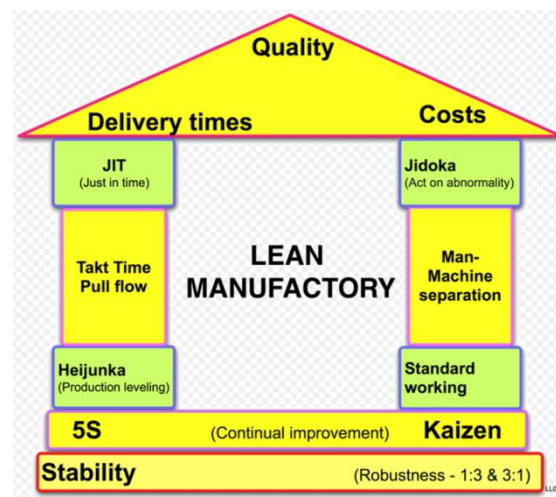 Quality
Delivery times
Costs
JIT
(Just in time)
Jidoka
(Act on abnormality)
Takt Time
Pull flow
LEAN
MANUFACTORY
Man-
Machine
separation
Heijunka
(Production leveling)
Standard
working
5S (Continual improvement) Kaizen
Stability (Robustness - 1:3 & 3:1)